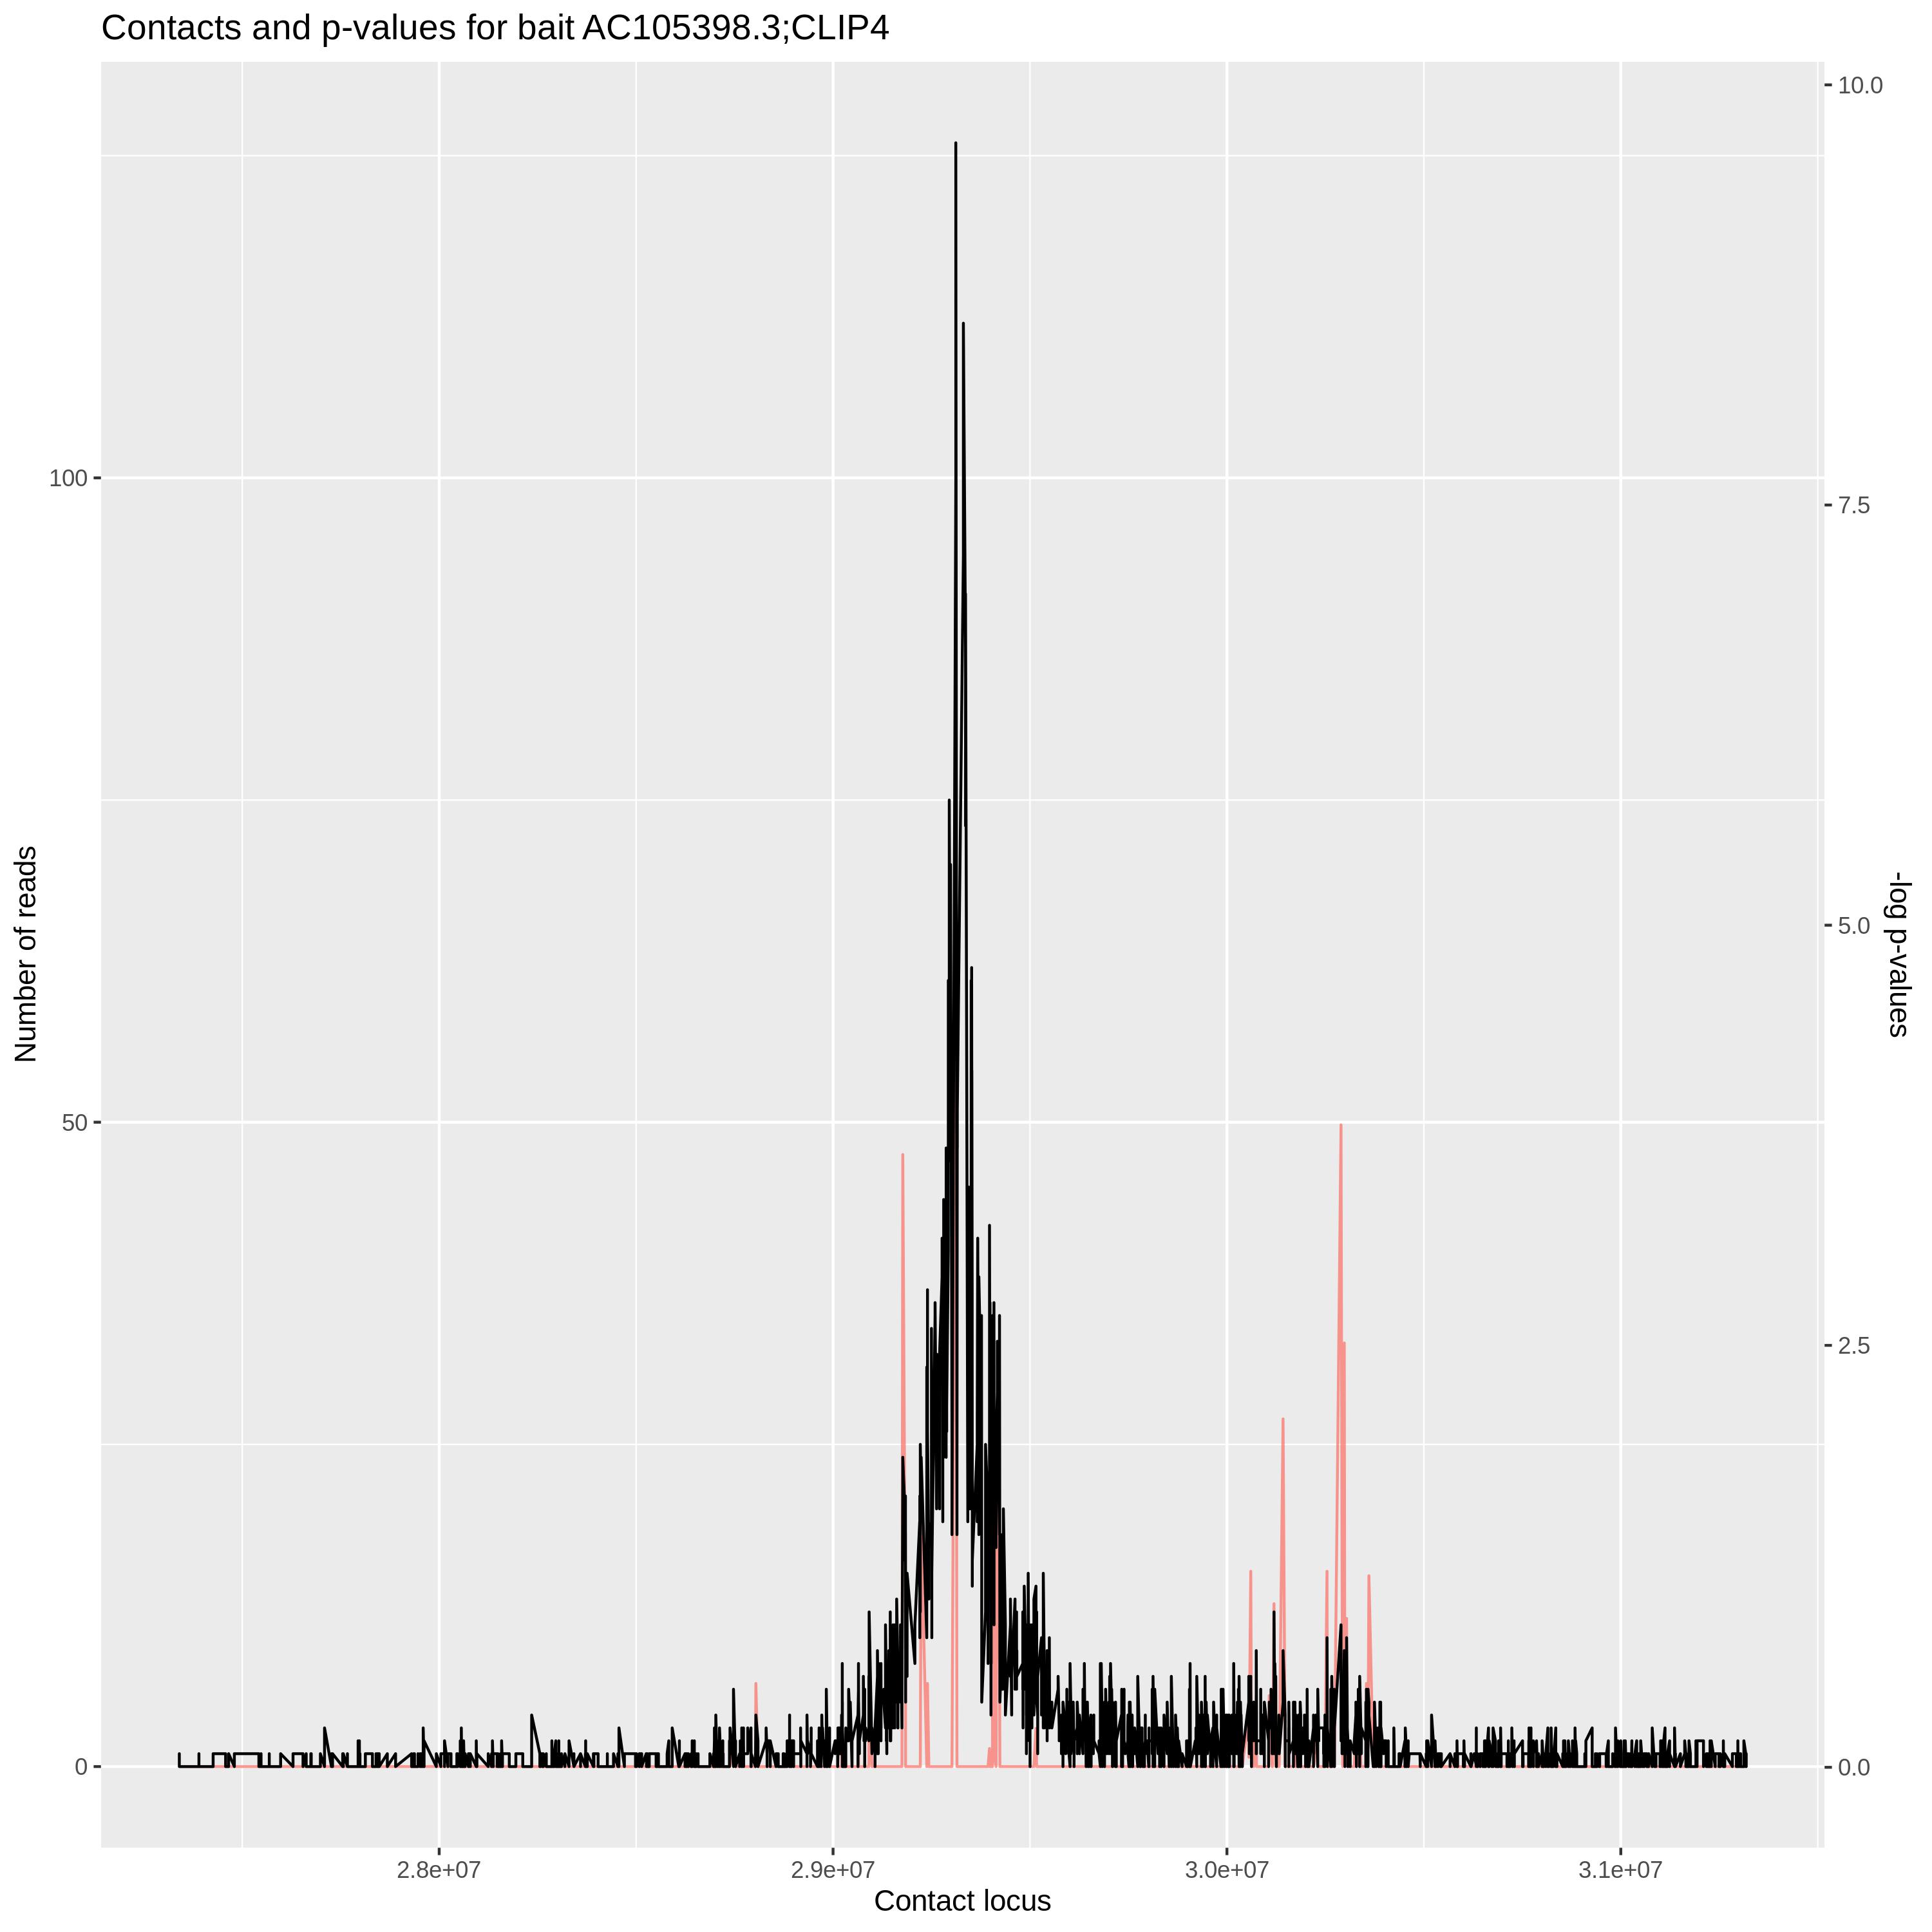 Contacts and p-values for bait AC105398.3;CLIP4
10.0
100
7.5
Number of reads
5.0
-log p-values
50
2.5
0
0.0
2.8e+07
2.9e+07
3.0e+07
3.1e+07
Contact locus